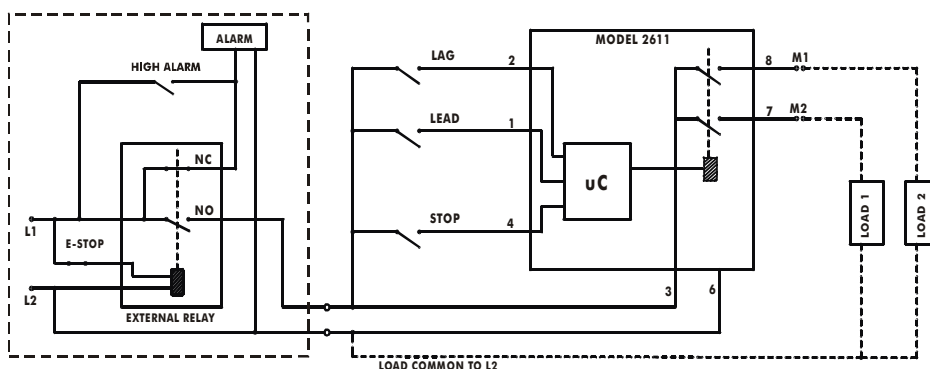 ALARM
HIGH ALARM
NC
NO
L1
E-STOP
L2
EXTERNAL RELAY
LAG
2
LEAD
1
STOP
4
MODEL 2611
uC
8
M1
7
M2
3
6
LOAD 1
LOAD 2
LOAD COMMON TO L2